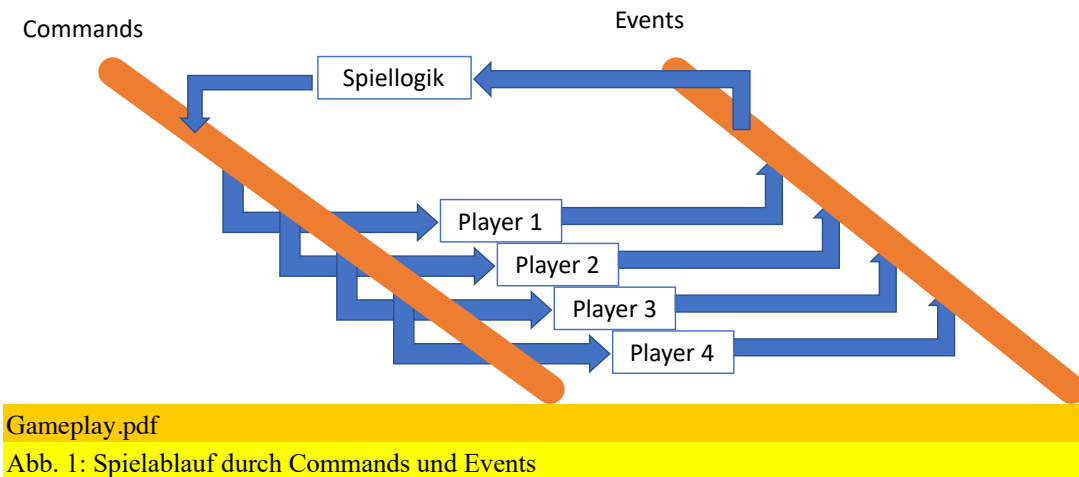 Commands
Events
Spiellogik
Player 1
Player 2
Player 3
Player 4
Gameplay.pdf
Abb. 1: Spielablauf durch Commands und Events